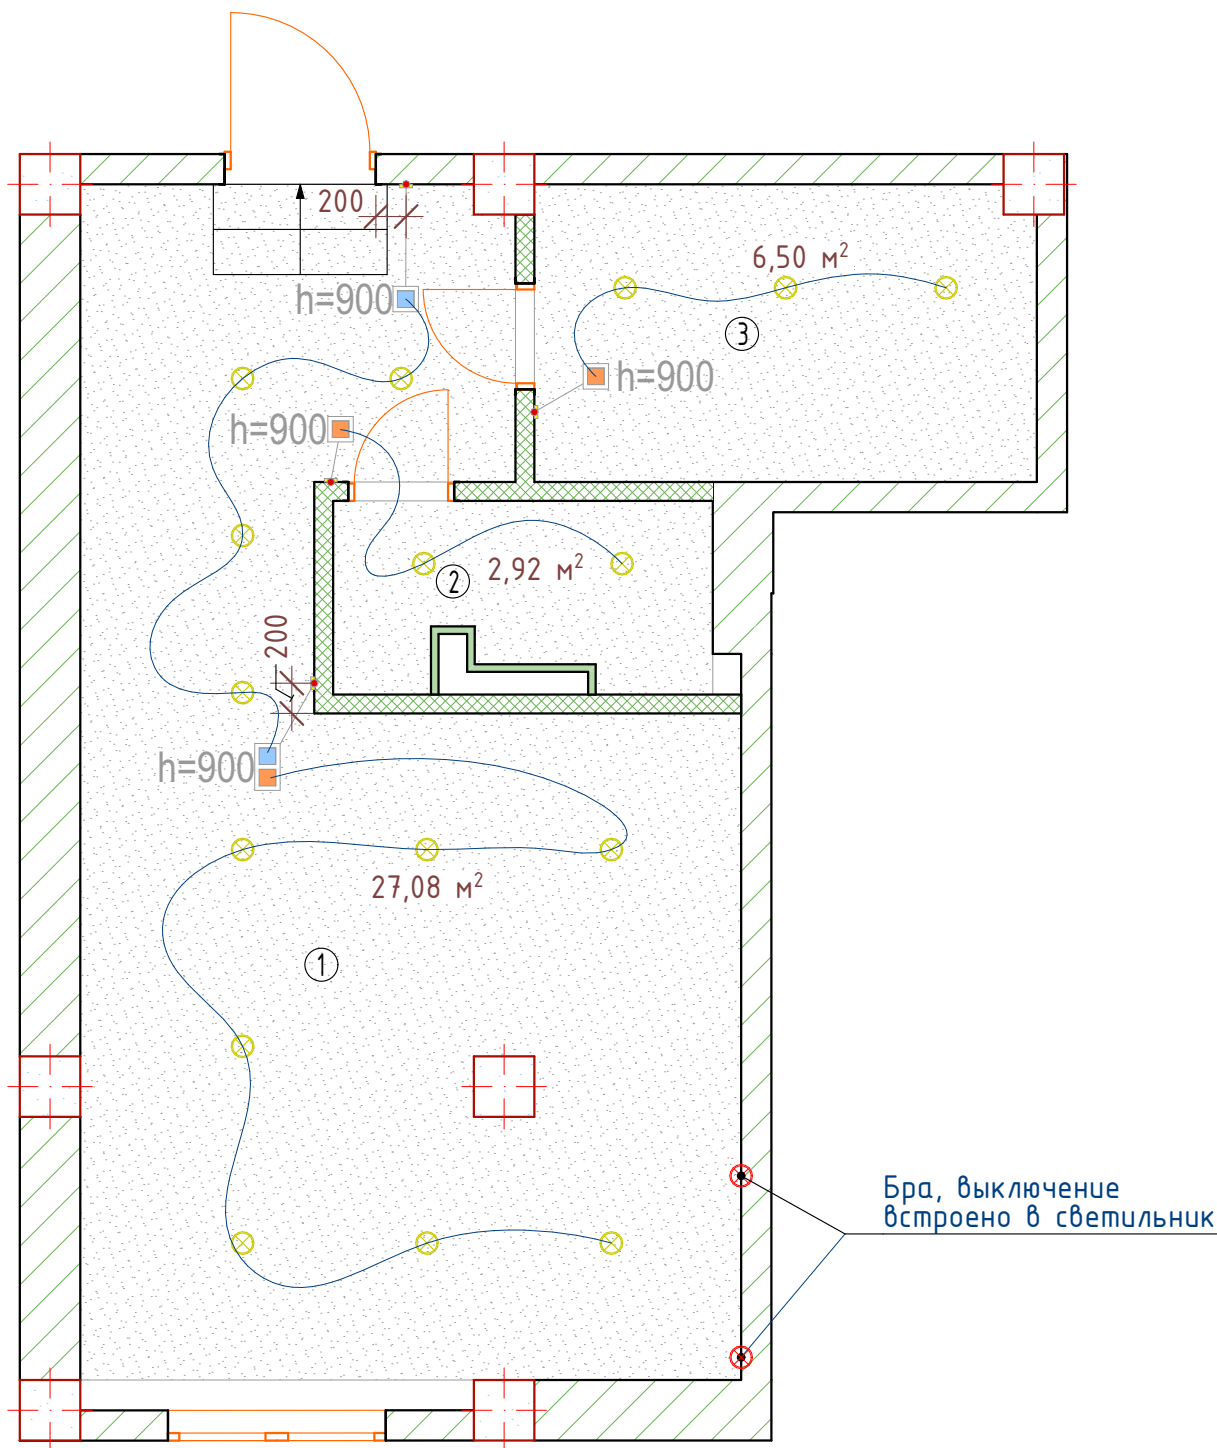 200
6,50 м²
h=900
3
h=900
h=900
2,92 м²
2
200
h=900
27,08 м²
1
Бра, выключение
встроено в светильник